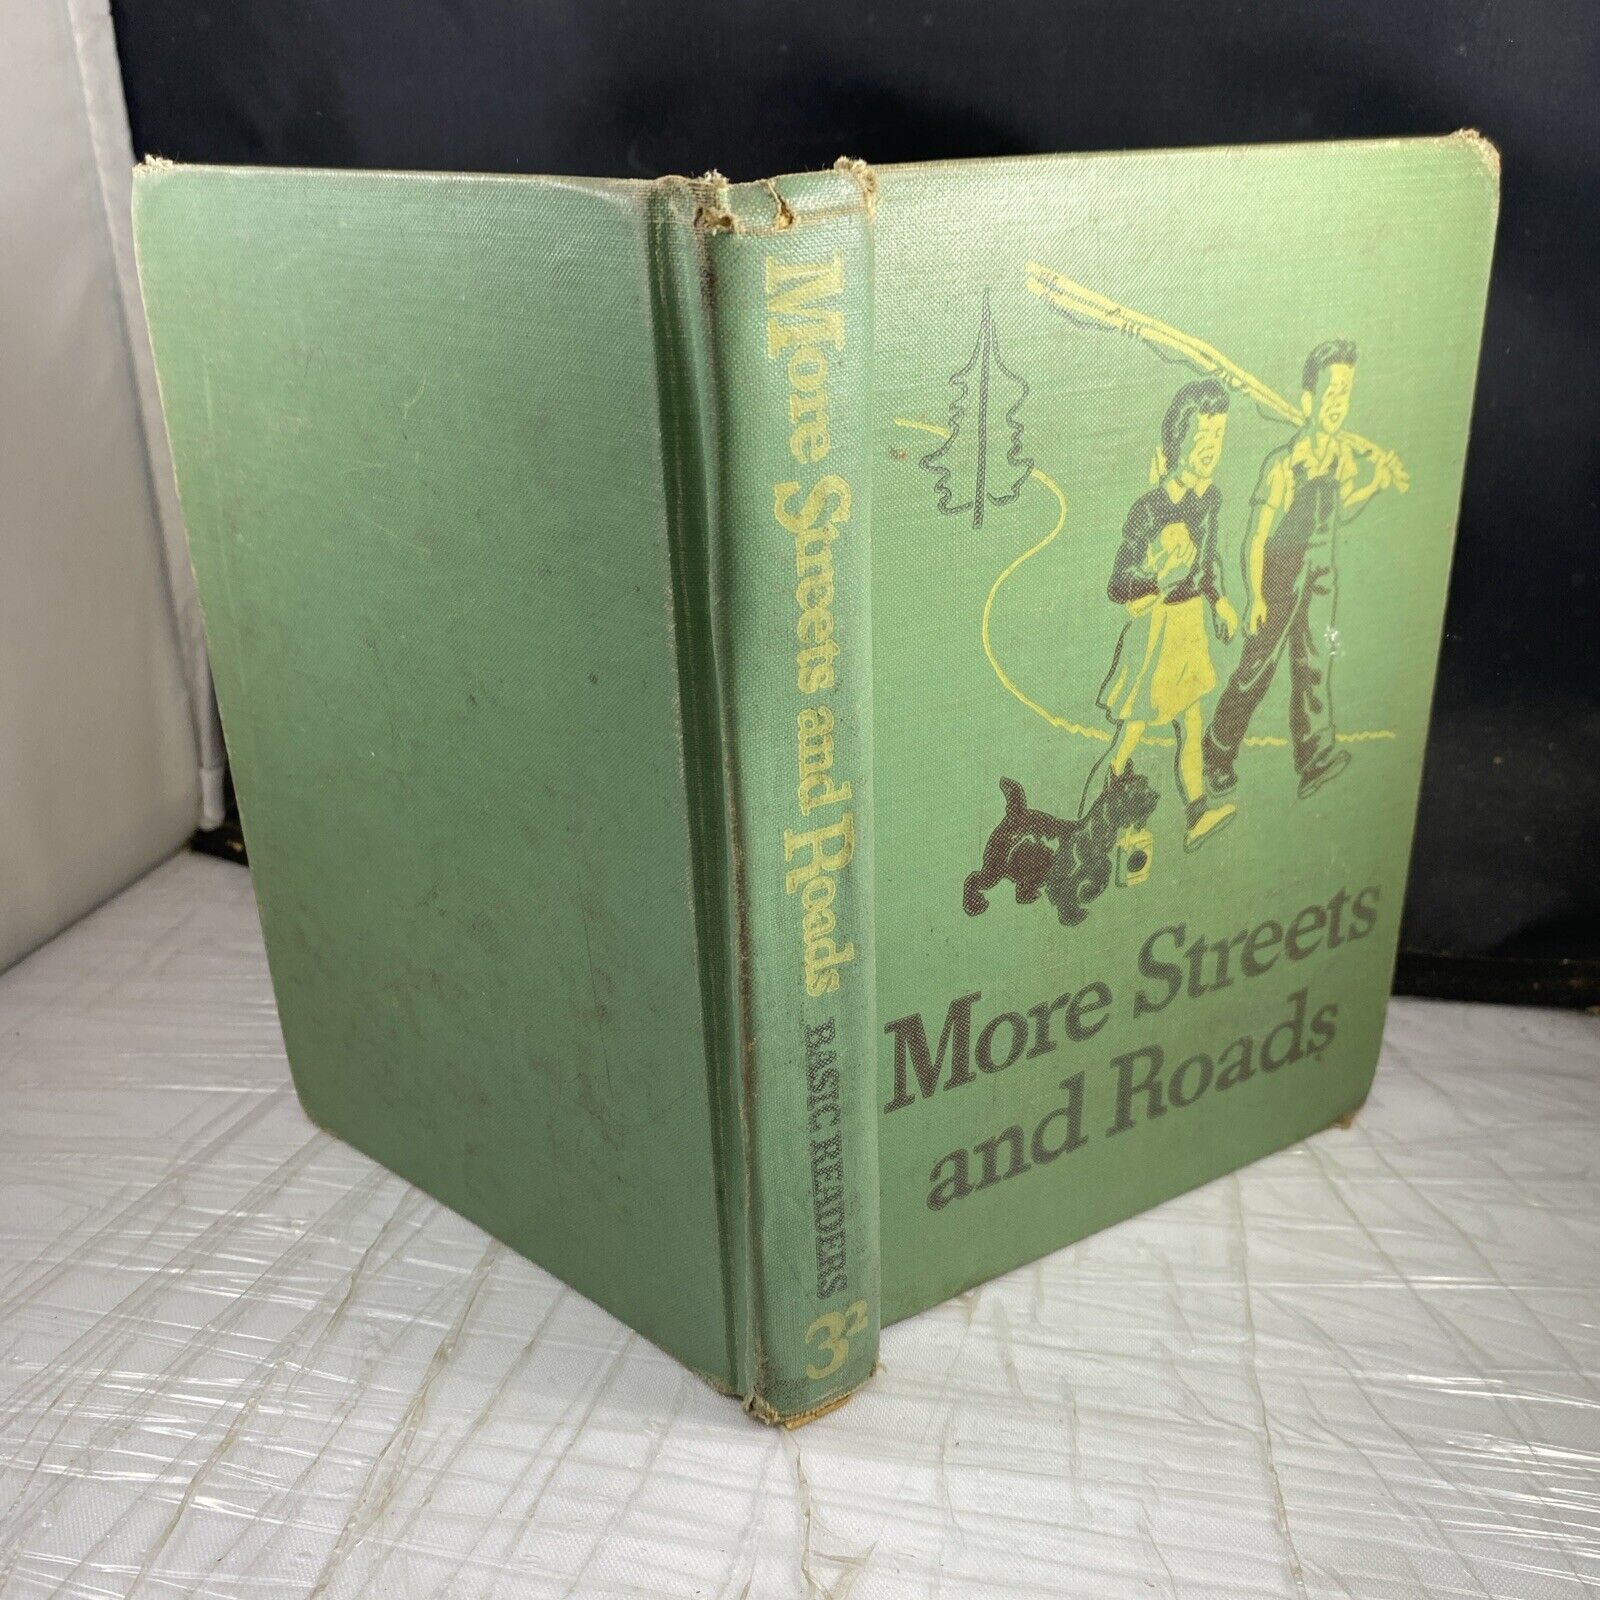 More Streets and Roads BASIC READERS 3²
More Streets
and Roads